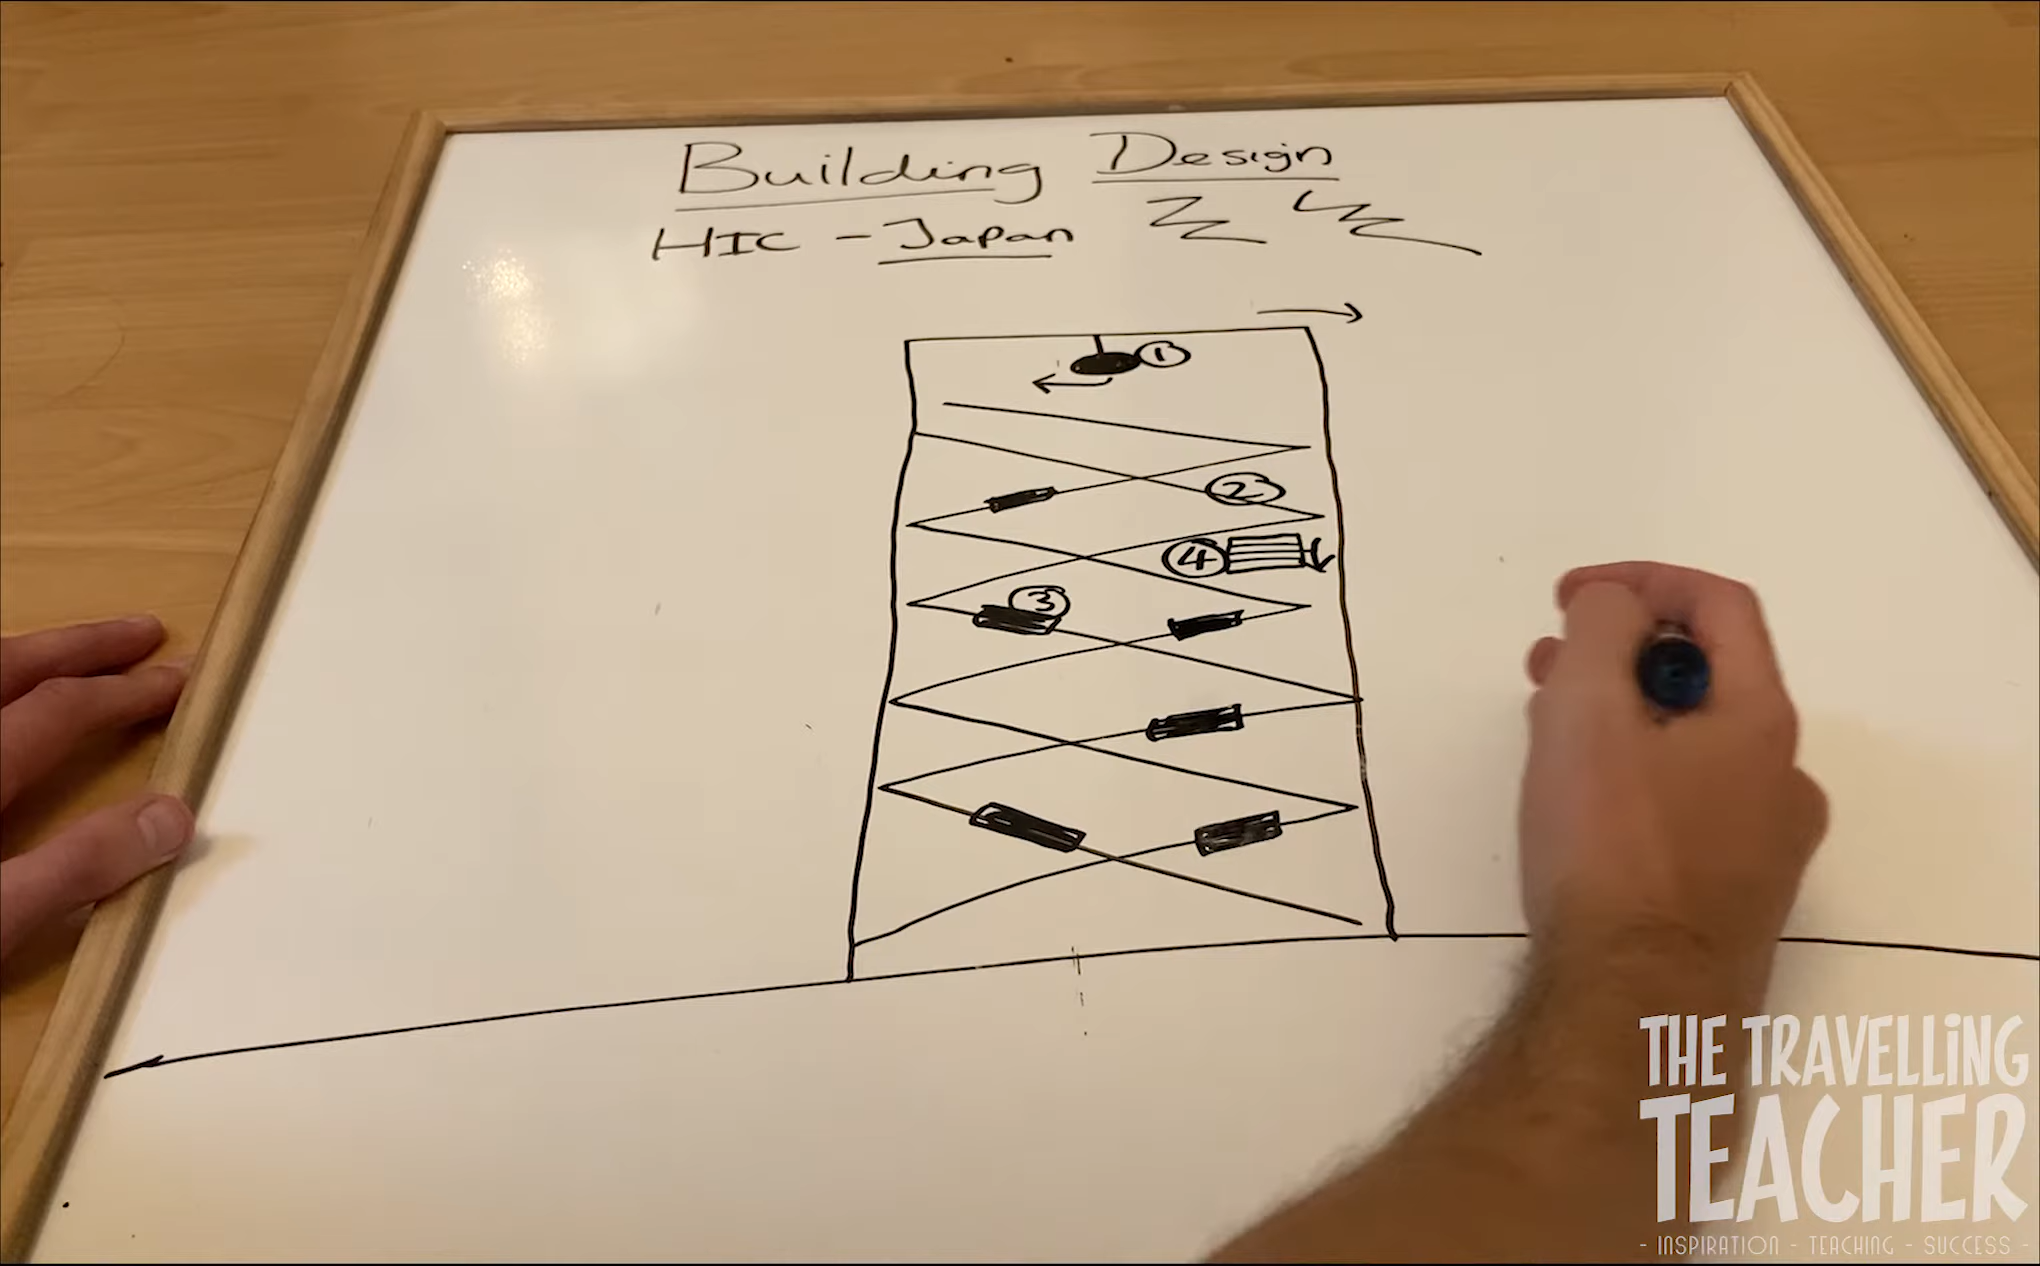 Building Design
HIC - Japan
1
2
4
3
THE TRAVELLING
TEACHER
- INSPIRATION - TEACHING - SUCCESS -